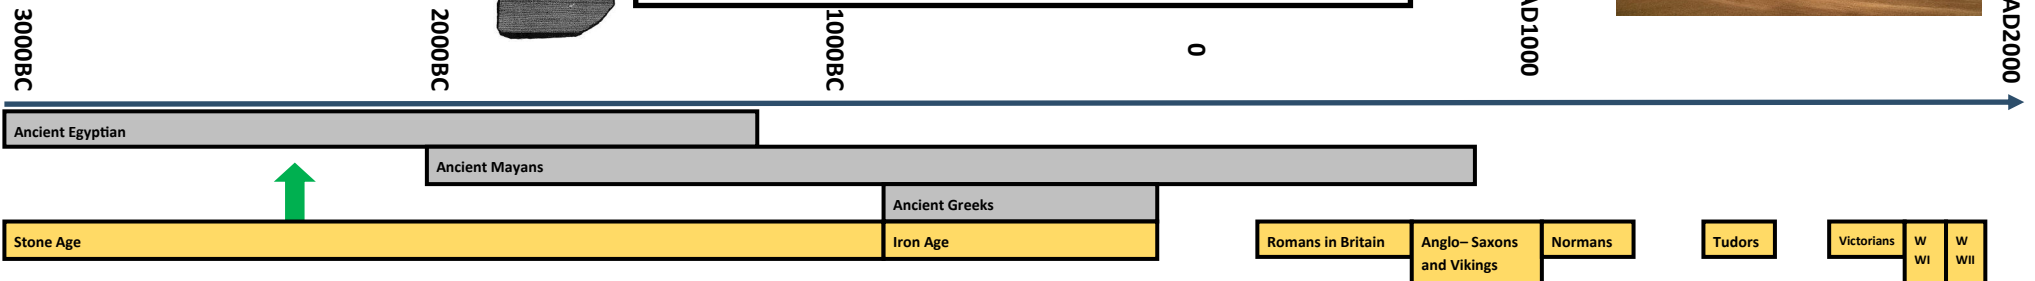 3000BC
2000BC
1000BC
0
AD1000
AD2000
Ancient Egyptian
Ancient Mayans
Ancient Greeks
Stone Age
Iron Age
Romans in Britain
Anglo– Saxons
and Vikings
Normans
Tudors
Victorians
W
WI
W
WII